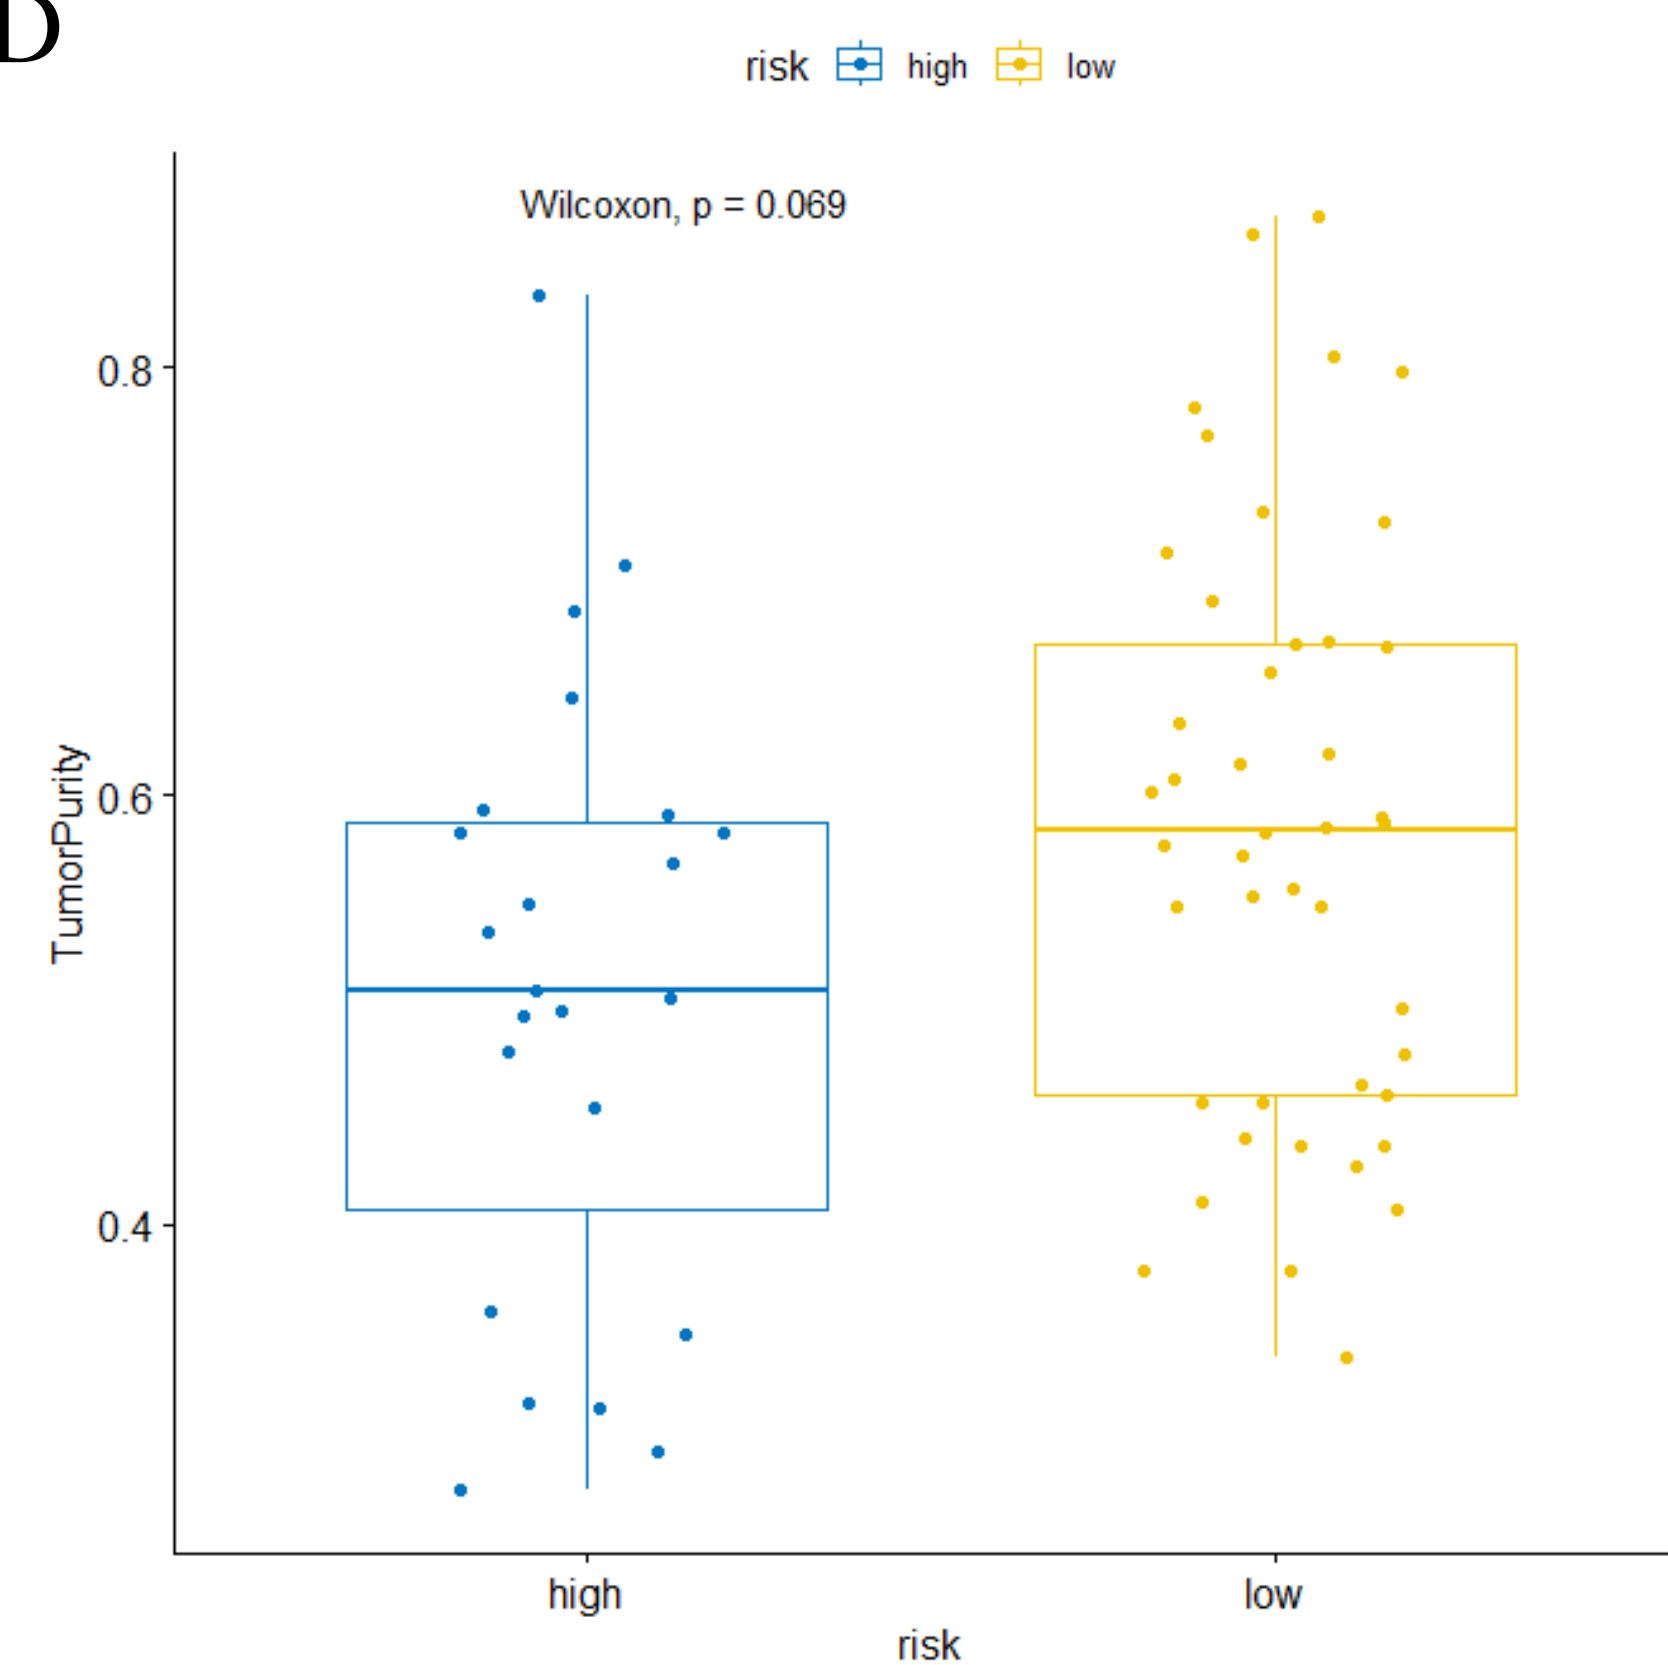 D
risk high low
Wilcoxon, p = 0.069
0.8
0.6
0.4
TumorPurity
high low
risk